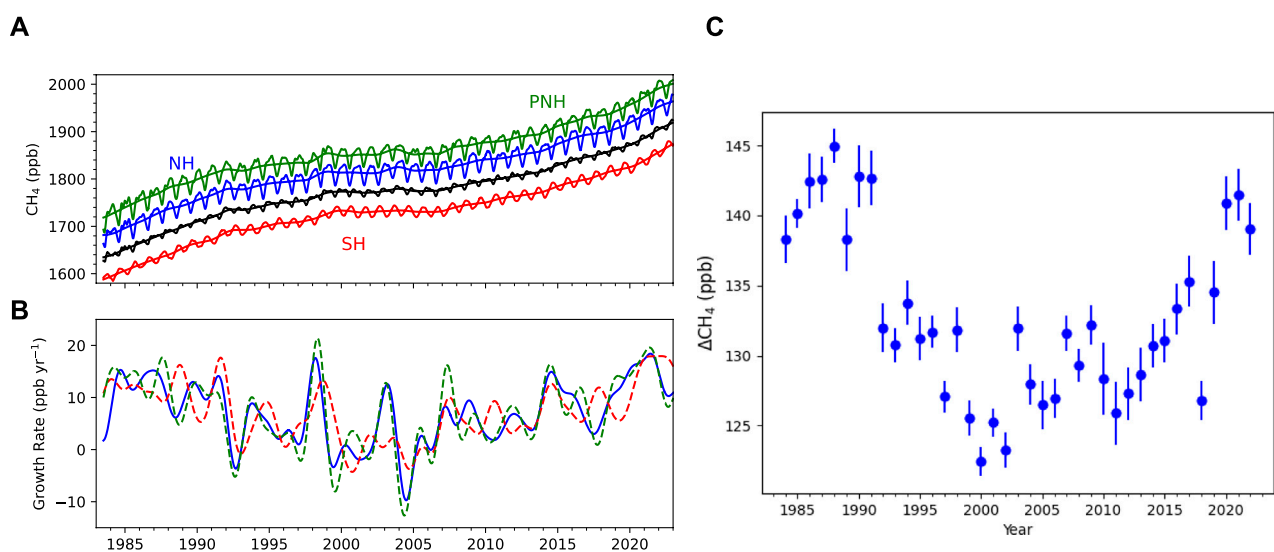 A
C
CH₄ (ppb)
2000
1900
1800
1700
1600
PNH
NH
SH
B
Growth Rate (ppb yr⁻¹)
20
10
0
−10
1985 1990 1995 2000 2005 2010 2015 2020
ΔCH₄ (ppb)
145
140
135
130
125
1985 1990 1995 2000 2005 2010 2015 2020
Year